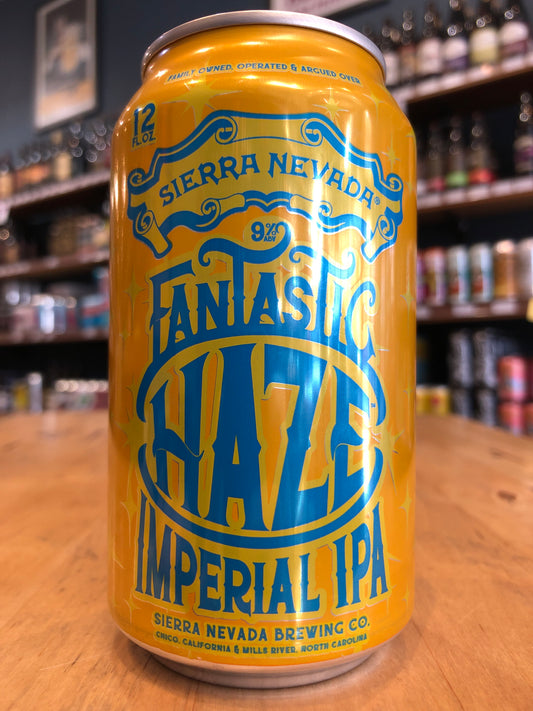 FAMILY OWNED, OPERATED & ARGUED OVER
12
FL.OZ.
SIERRA NEVADA®
9%
ABV
FANTASTIC
HAZE™
IMPERIAL IPA
SIERRA NEVADA BREWING CO.
CHICO, CALIFORNIA & MILLS RIVER, NORTH CAROLINA